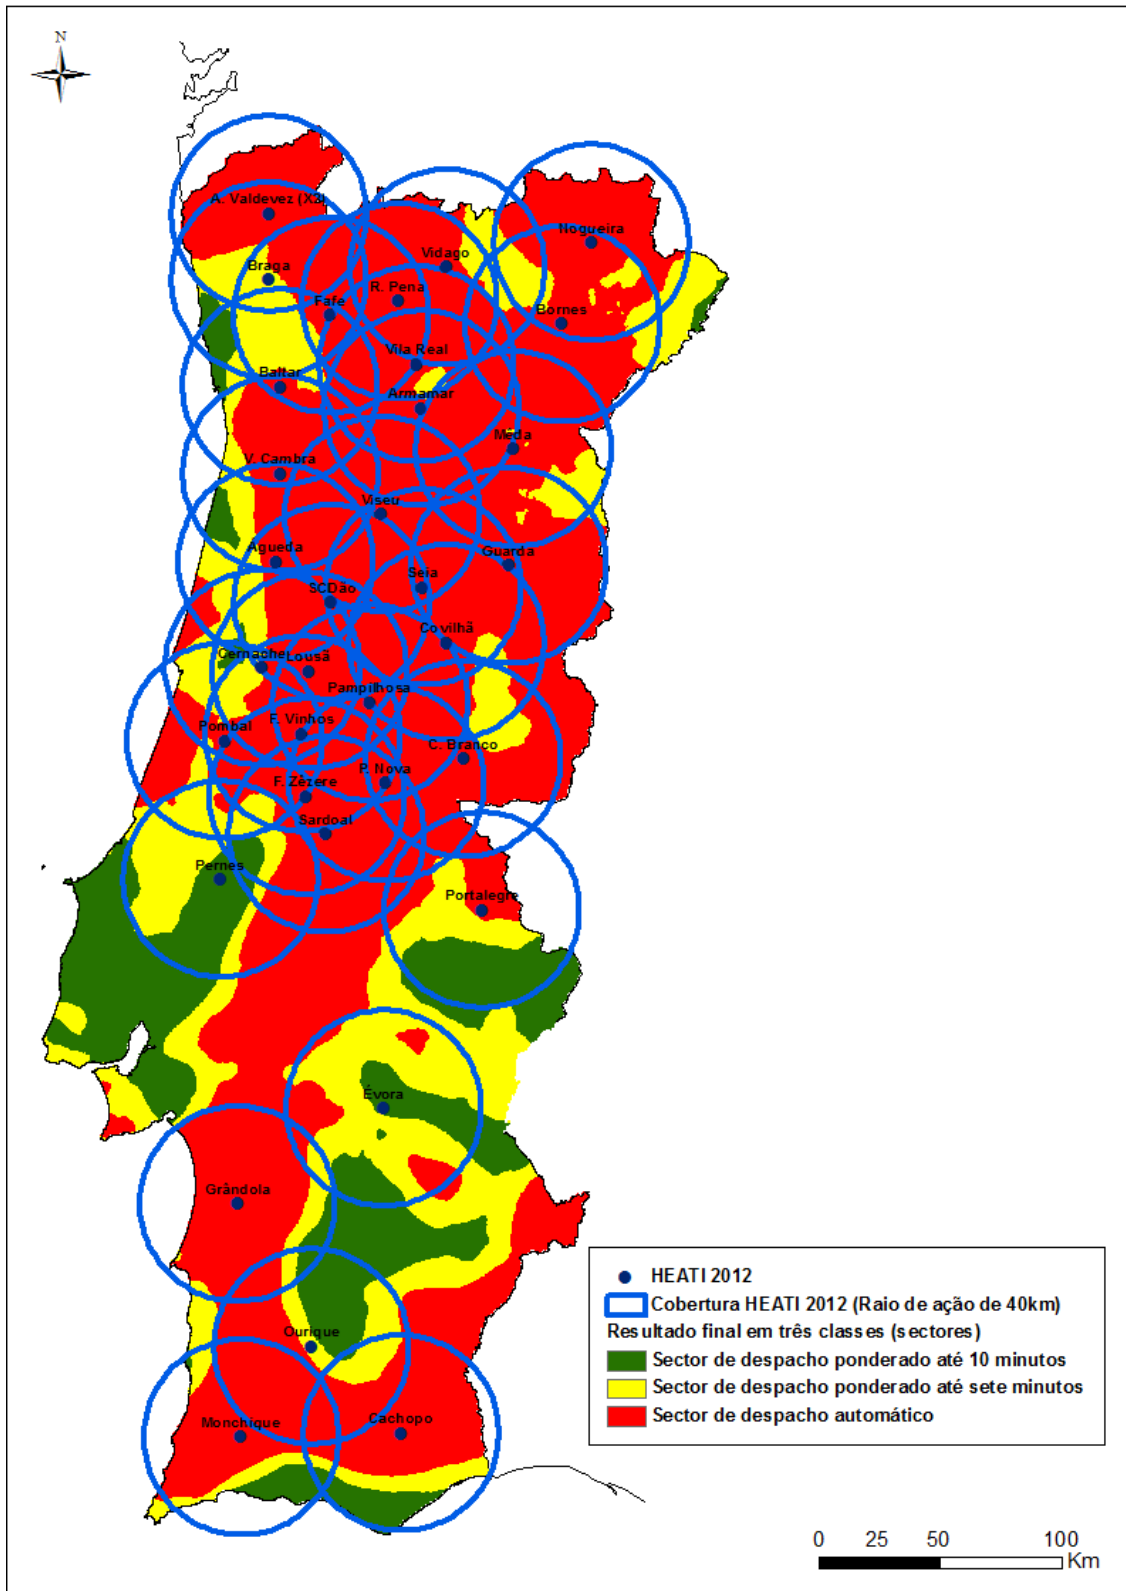 N
A. Valdevez (X2)
Nogueira
Braga
Vidago
R. Pena
Fafe
Bornes
Vila Real
Baltar
Armamar
Meda
V. Cambra
Viseu
Agueda
Guarda
Seia
SCDão
Covilhã
Cernache
Lousã
Pampilhosa
F. Vinhos
Pombal
C. Branco
P. Nova
F. Zêzere
Sardoal
Pernes
Portalegre
Évora
Grândola
Ourique
Monchique
Cachopo
HEATI 2012
Cobertura HEATI 2012 (Raio de ação de 40km)
Resultado final em três classes (sectores)
Sector de despacho ponderado até 10 minutos
Sector de despacho ponderado até sete minutos
Sector de despacho automático
0 25 50 100
Km